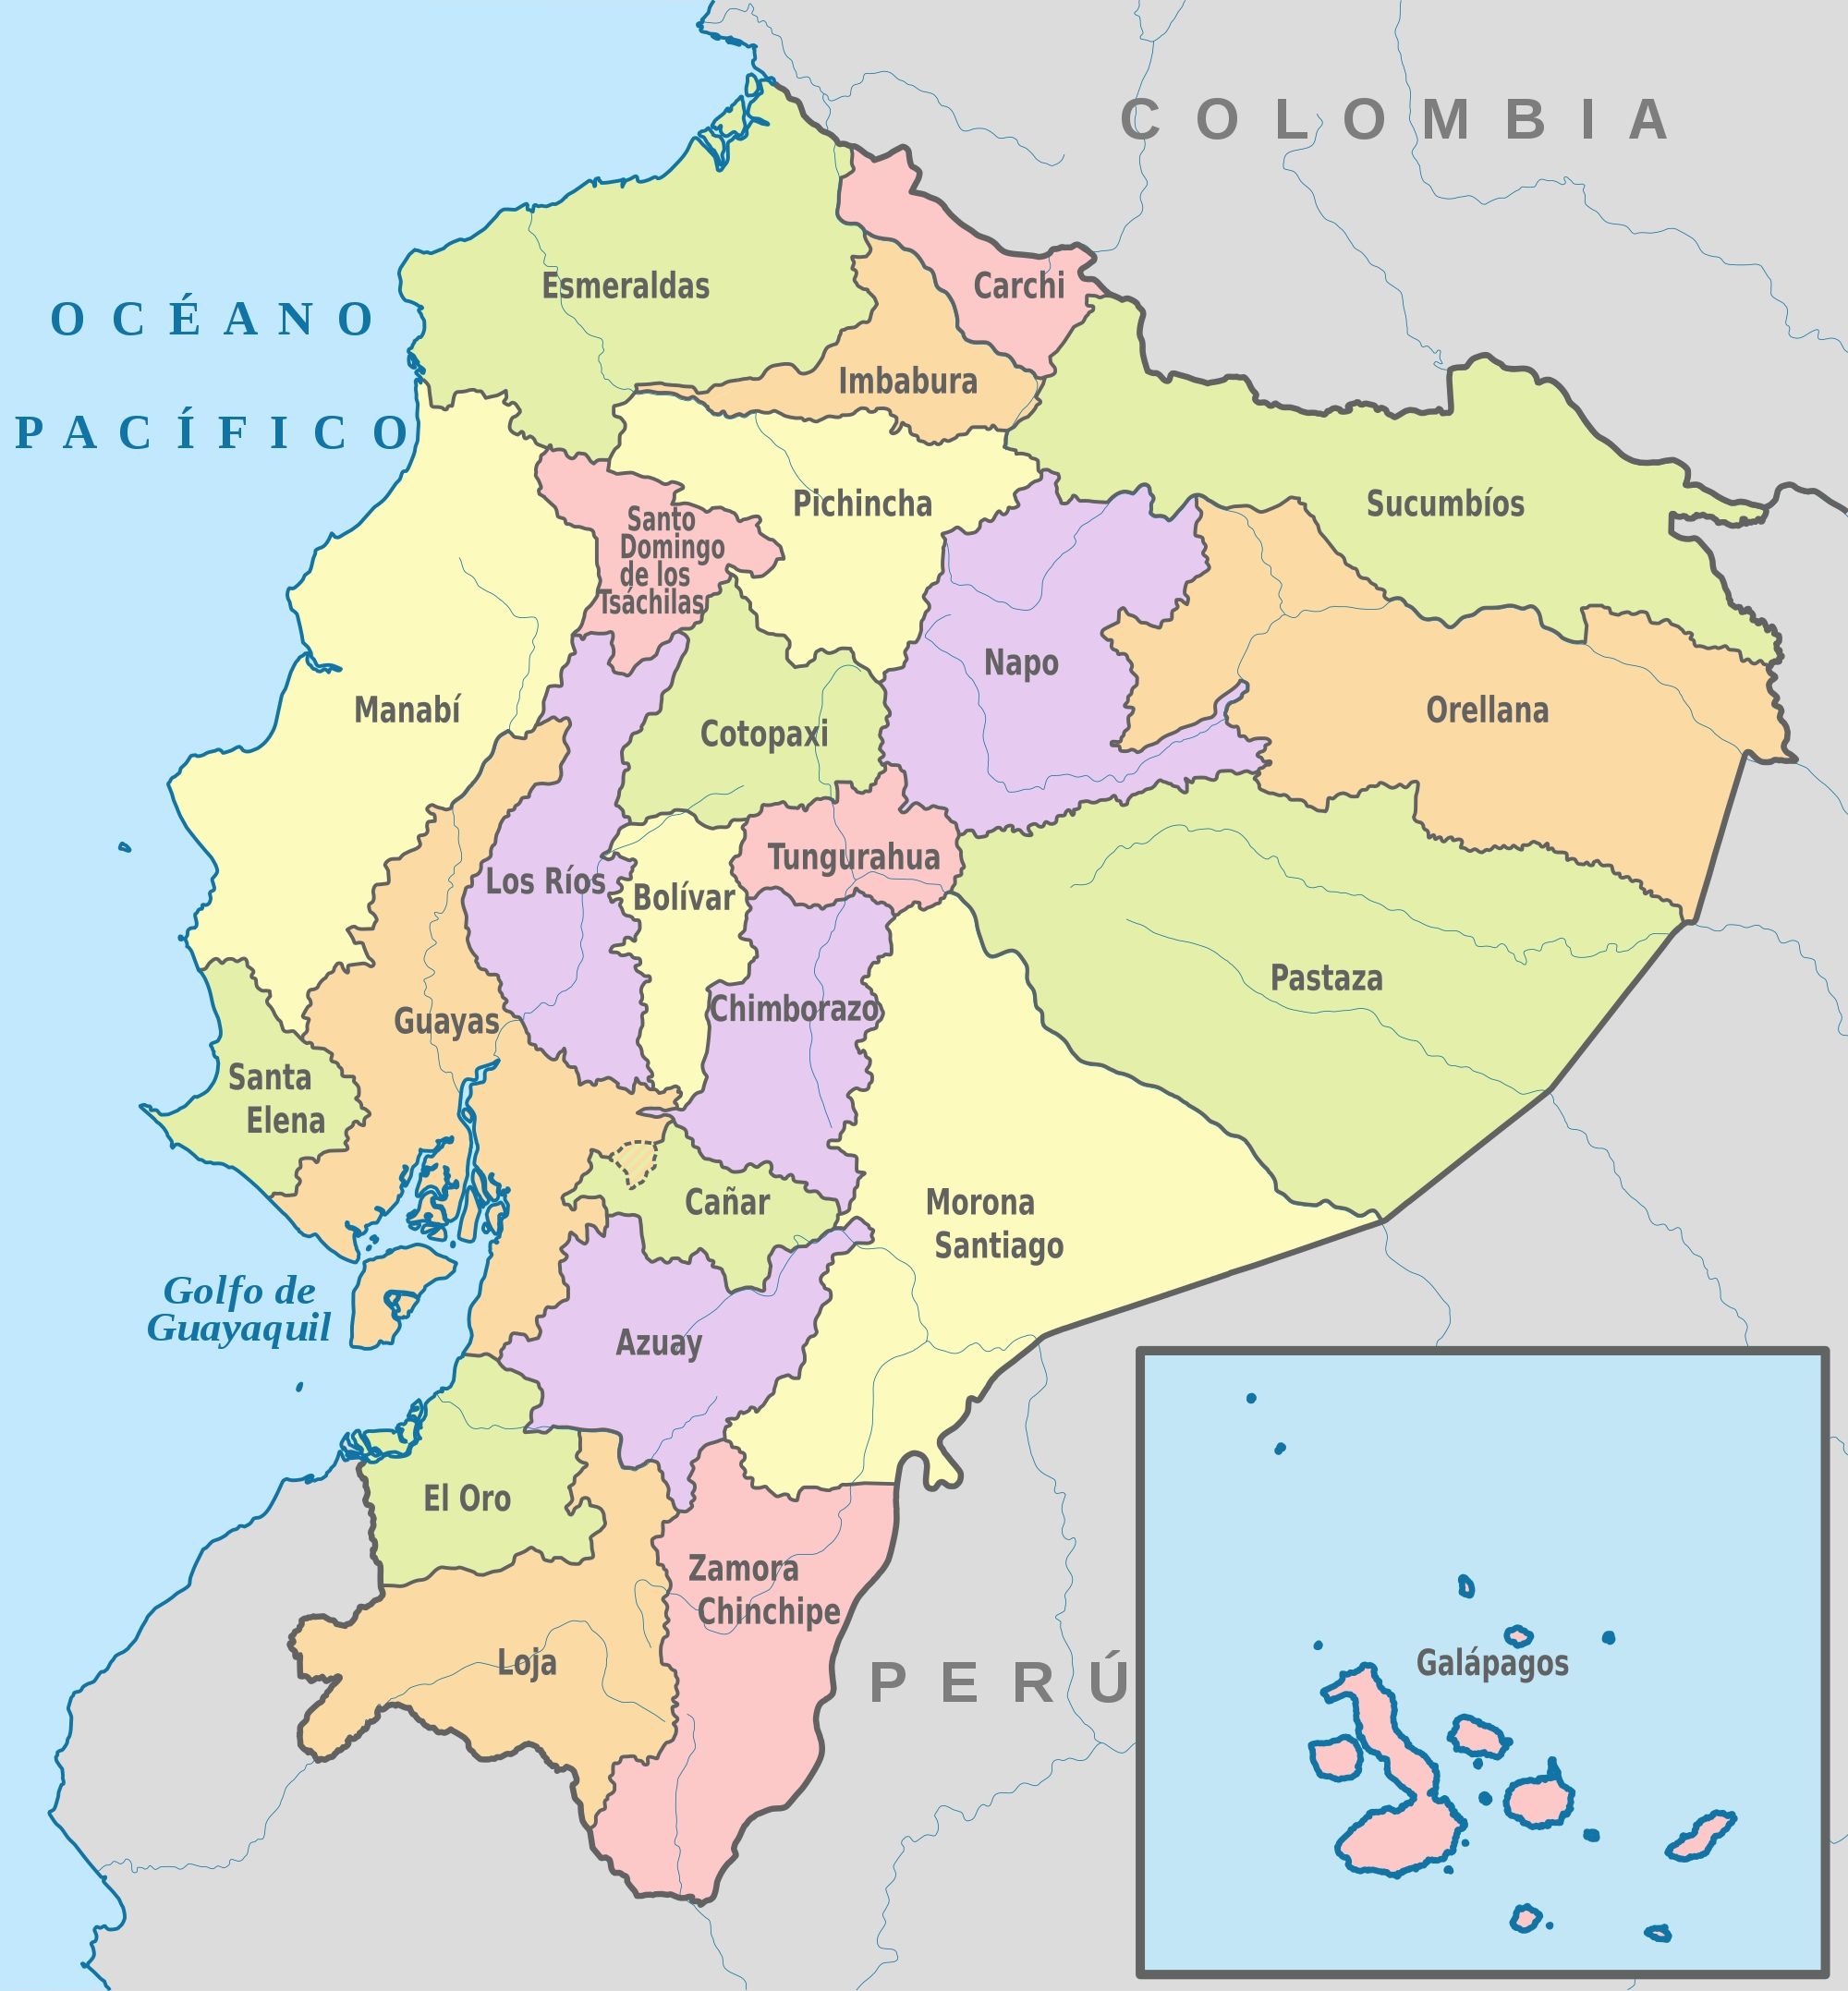 COLOMBIA
OCÉANO
PACÍFICO
Esmeraldas
Carchi
Imbabura
Pichincha
Sucumbíos
Santo
Domingo
de los
Tsáchilas
Napo
Manabí
Orellana
Cotopaxi
Tungurahua
Los Ríos
Bolívar
Pastaza
Chimborazo
Guayas
Santa
Elena
Cañar
Morona
Santiago
Golfo de
Guayaquil
Azuay
El Oro
Zamora
Chinchipe
Loja
PERÚ
Galápagos